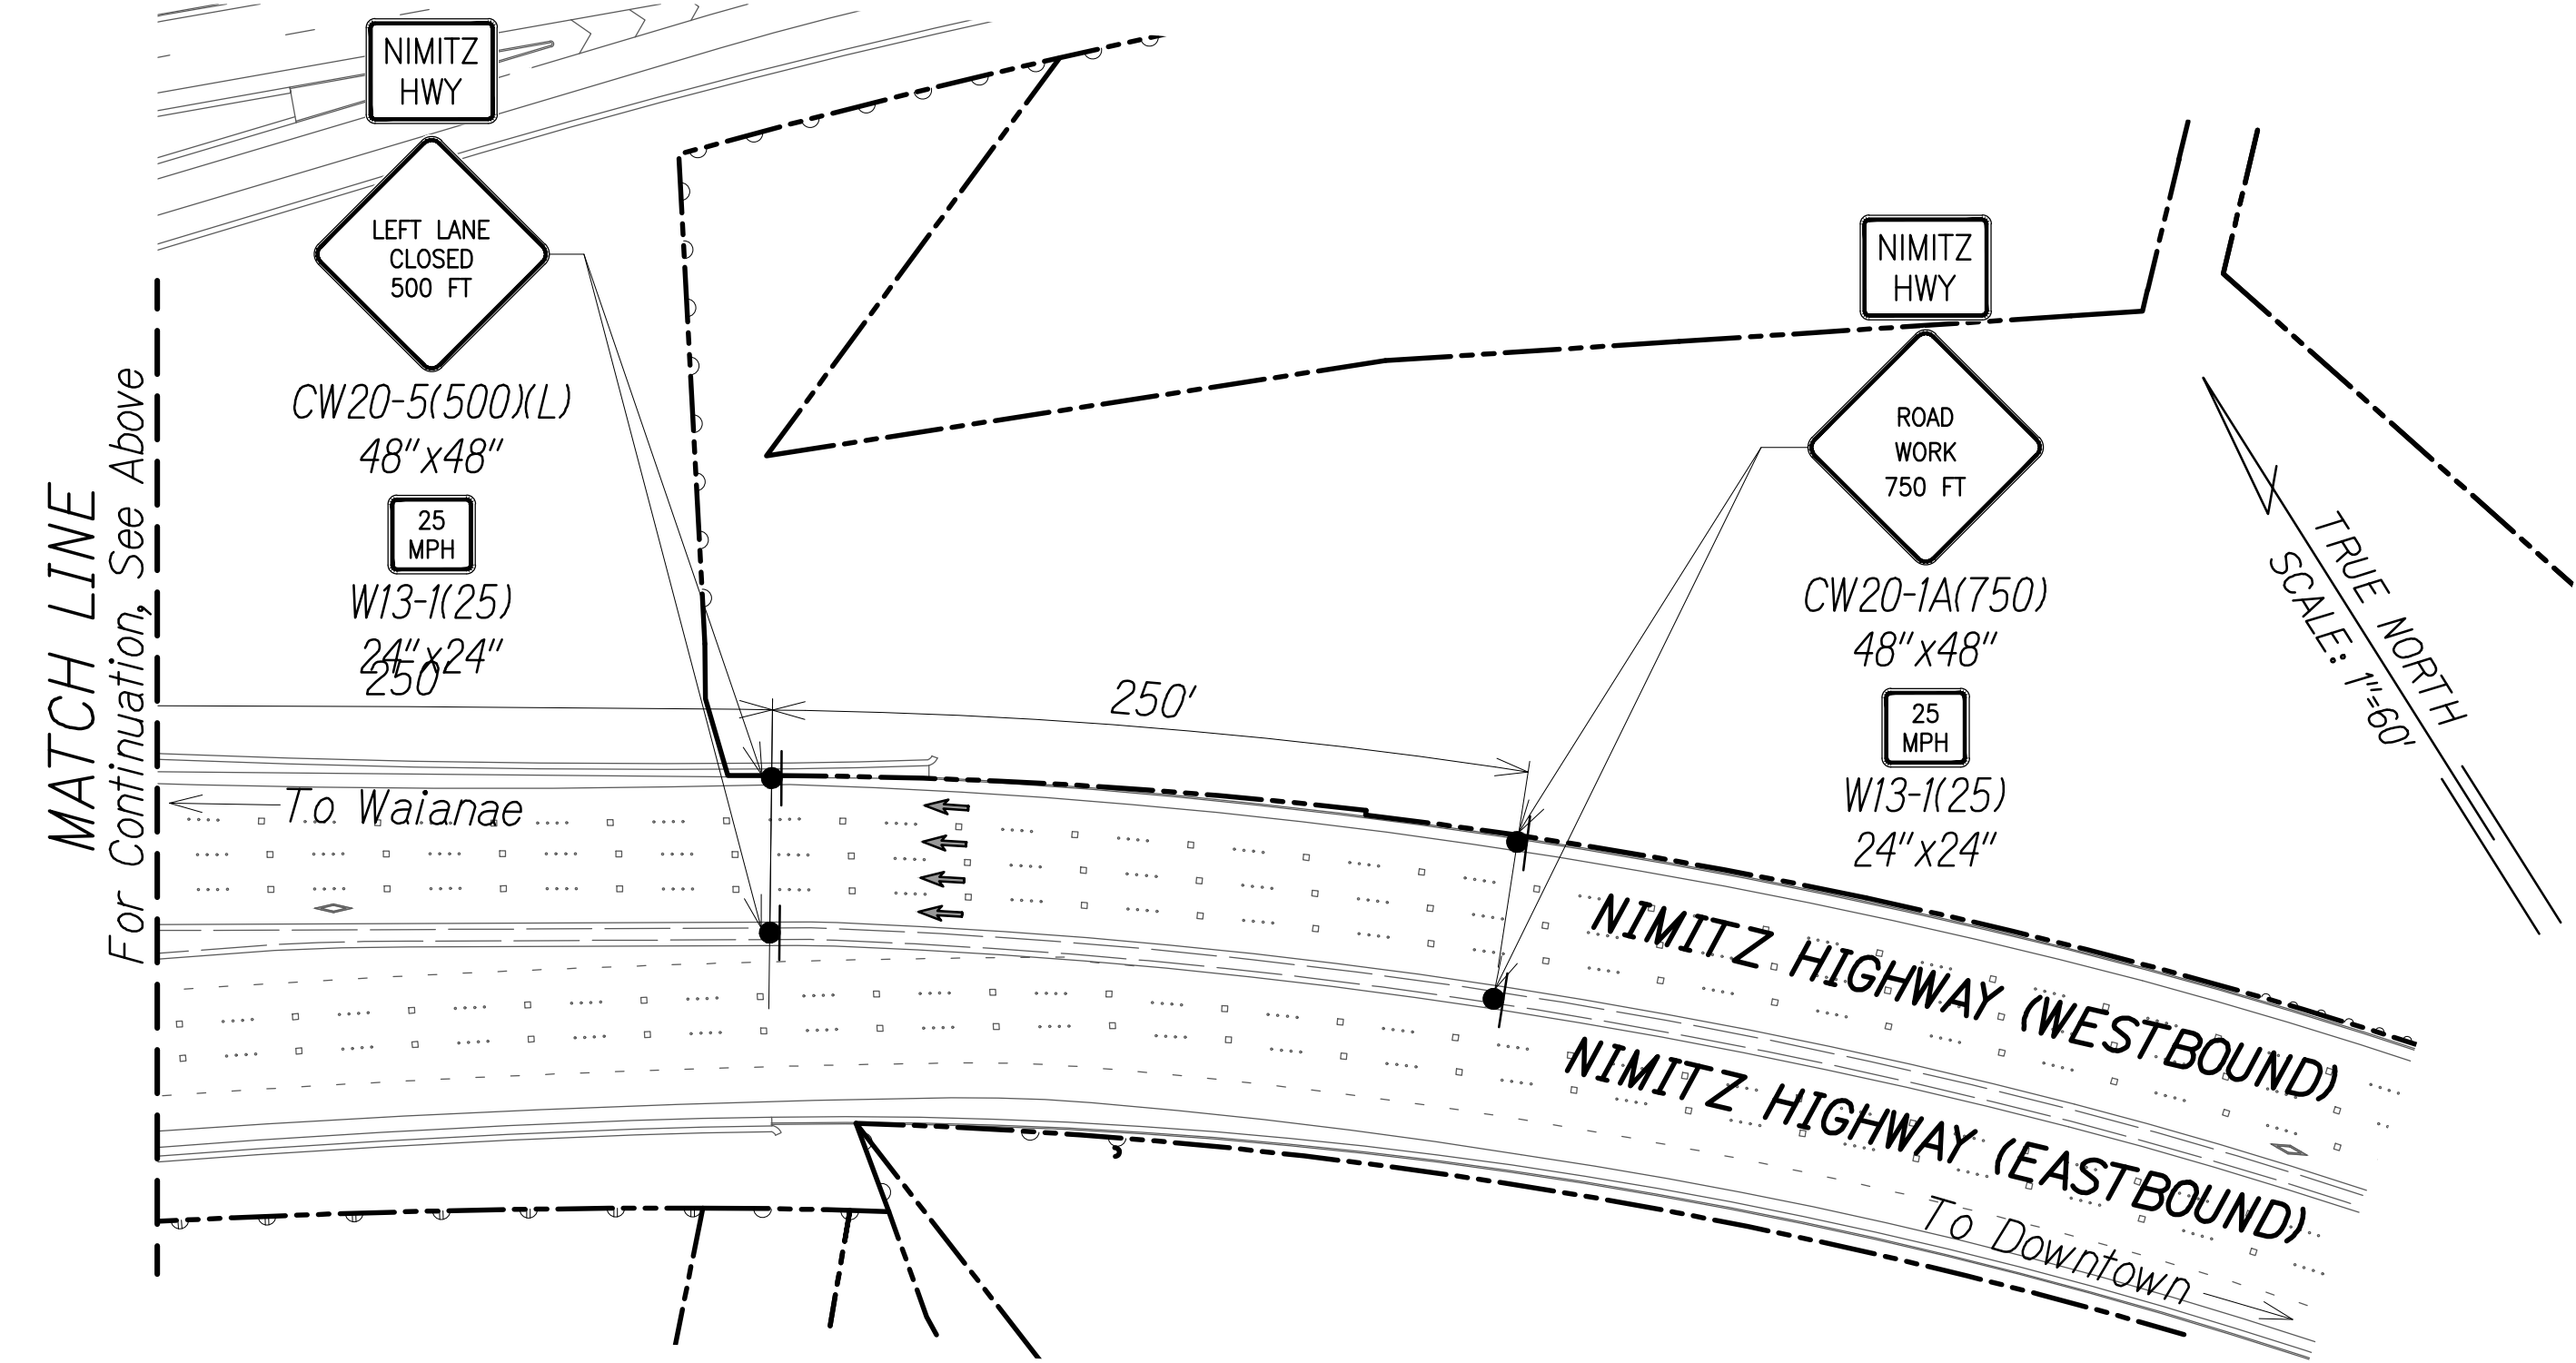 NIMITZ
HWY
LEFT LANE
CLOSED
500 FT
CW20-5(500)(L)
48"x48"
25
MPH
W13-1(25)
24"x24"
250'
MATCH LINE
For Continuation, See Above
To Waianae
250'
NIMITZ
HWY
ROAD
WORK
750 FT
CW20-1A(750)
48"x48"
25
MPH
W13-1(25)
24"x24"
TRUE NORTH
SCALE: 1"=60'
NIMITZ HIGHWAY (WESTBOUND)
NIMITZ HIGHWAY (EASTBOUND)
To Downtown